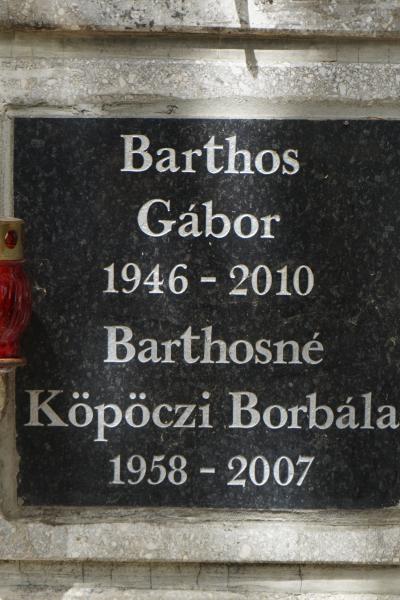 Barthos
Gábor
1946 - 2010
Barthosné
Köpöczi Borbála
1958 - 2007